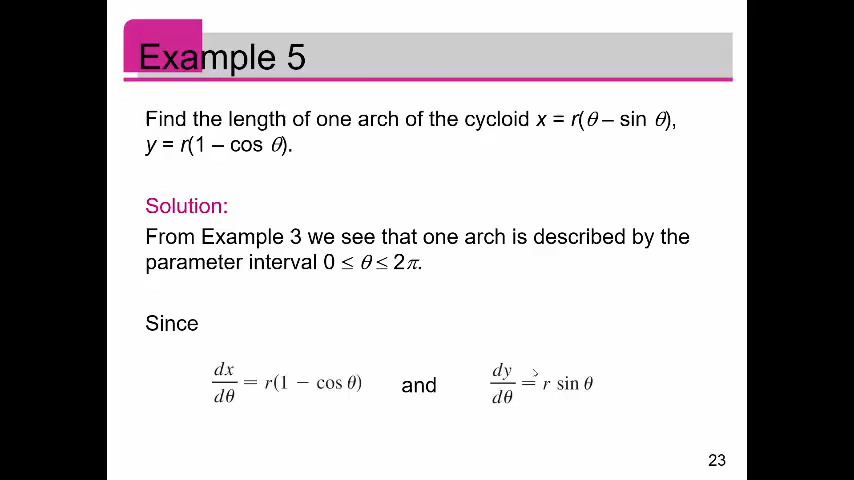 Example 5
Find the length of one arch of the cycloid x = r(θ – sin θ),
y = r(1 – cos θ).
Solution:
From Example 3 we see that one arch is described by the
parameter interval 0 ≤ θ ≤ 2π.
Since
dx/dθ = r(1 − cos θ) and dy/dθ = r sin θ
23